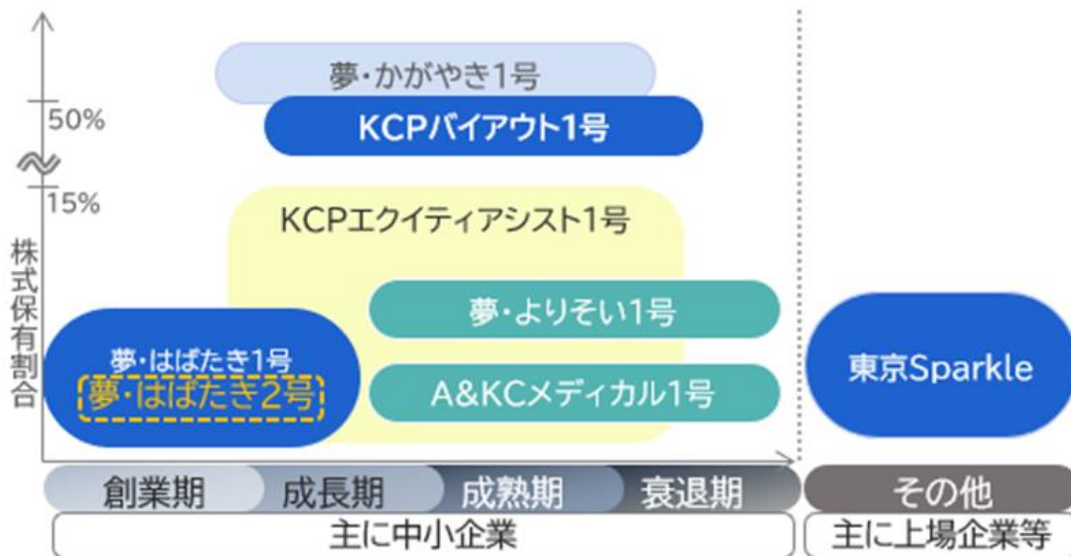 夢・かがやき1号
50%
KCPバイアウト1号
15%
KCPエクイティアシスト1号
株式保有割合
夢・よりそい1号
夢・はばたき1号
夢・はばたき2号
A&KCメディカル1号
東京Sparkle
創業期
成長期
成熟期
衰退期
その他
主に中小企業
主に上場企業等